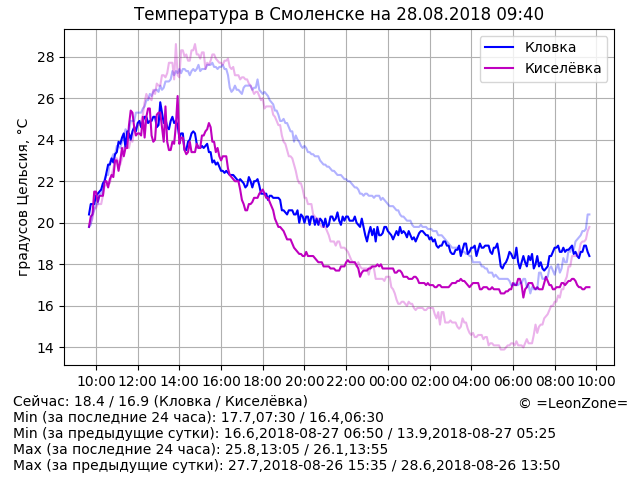 Температура в Смоленске на 28.08.2018 09:40
Кловка
Киселёвка
градусов Цельсия, °C
28
26
24
22
20
18
16
14
10:00 12:00 14:00 16:00 18:00 20:00 22:00 00:00 02:00 04:00 06:00 08:00 10:00
Сейчас: 18.4 / 16.9 (Кловка / Киселёвка)
© =LeonZone=
Min (за последние 24 часа): 17.7,07:30 / 16.4,06:30
Min (за предыдущие сутки): 16.6,2018-08-27 06:50 / 13.9,2018-08-27 05:25
Max (за последние 24 часа): 25.8,13:05 / 26.1,13:55
Max (за предыдущие сутки): 27.7,2018-08-26 15:35 / 28.6,2018-08-26 13:50